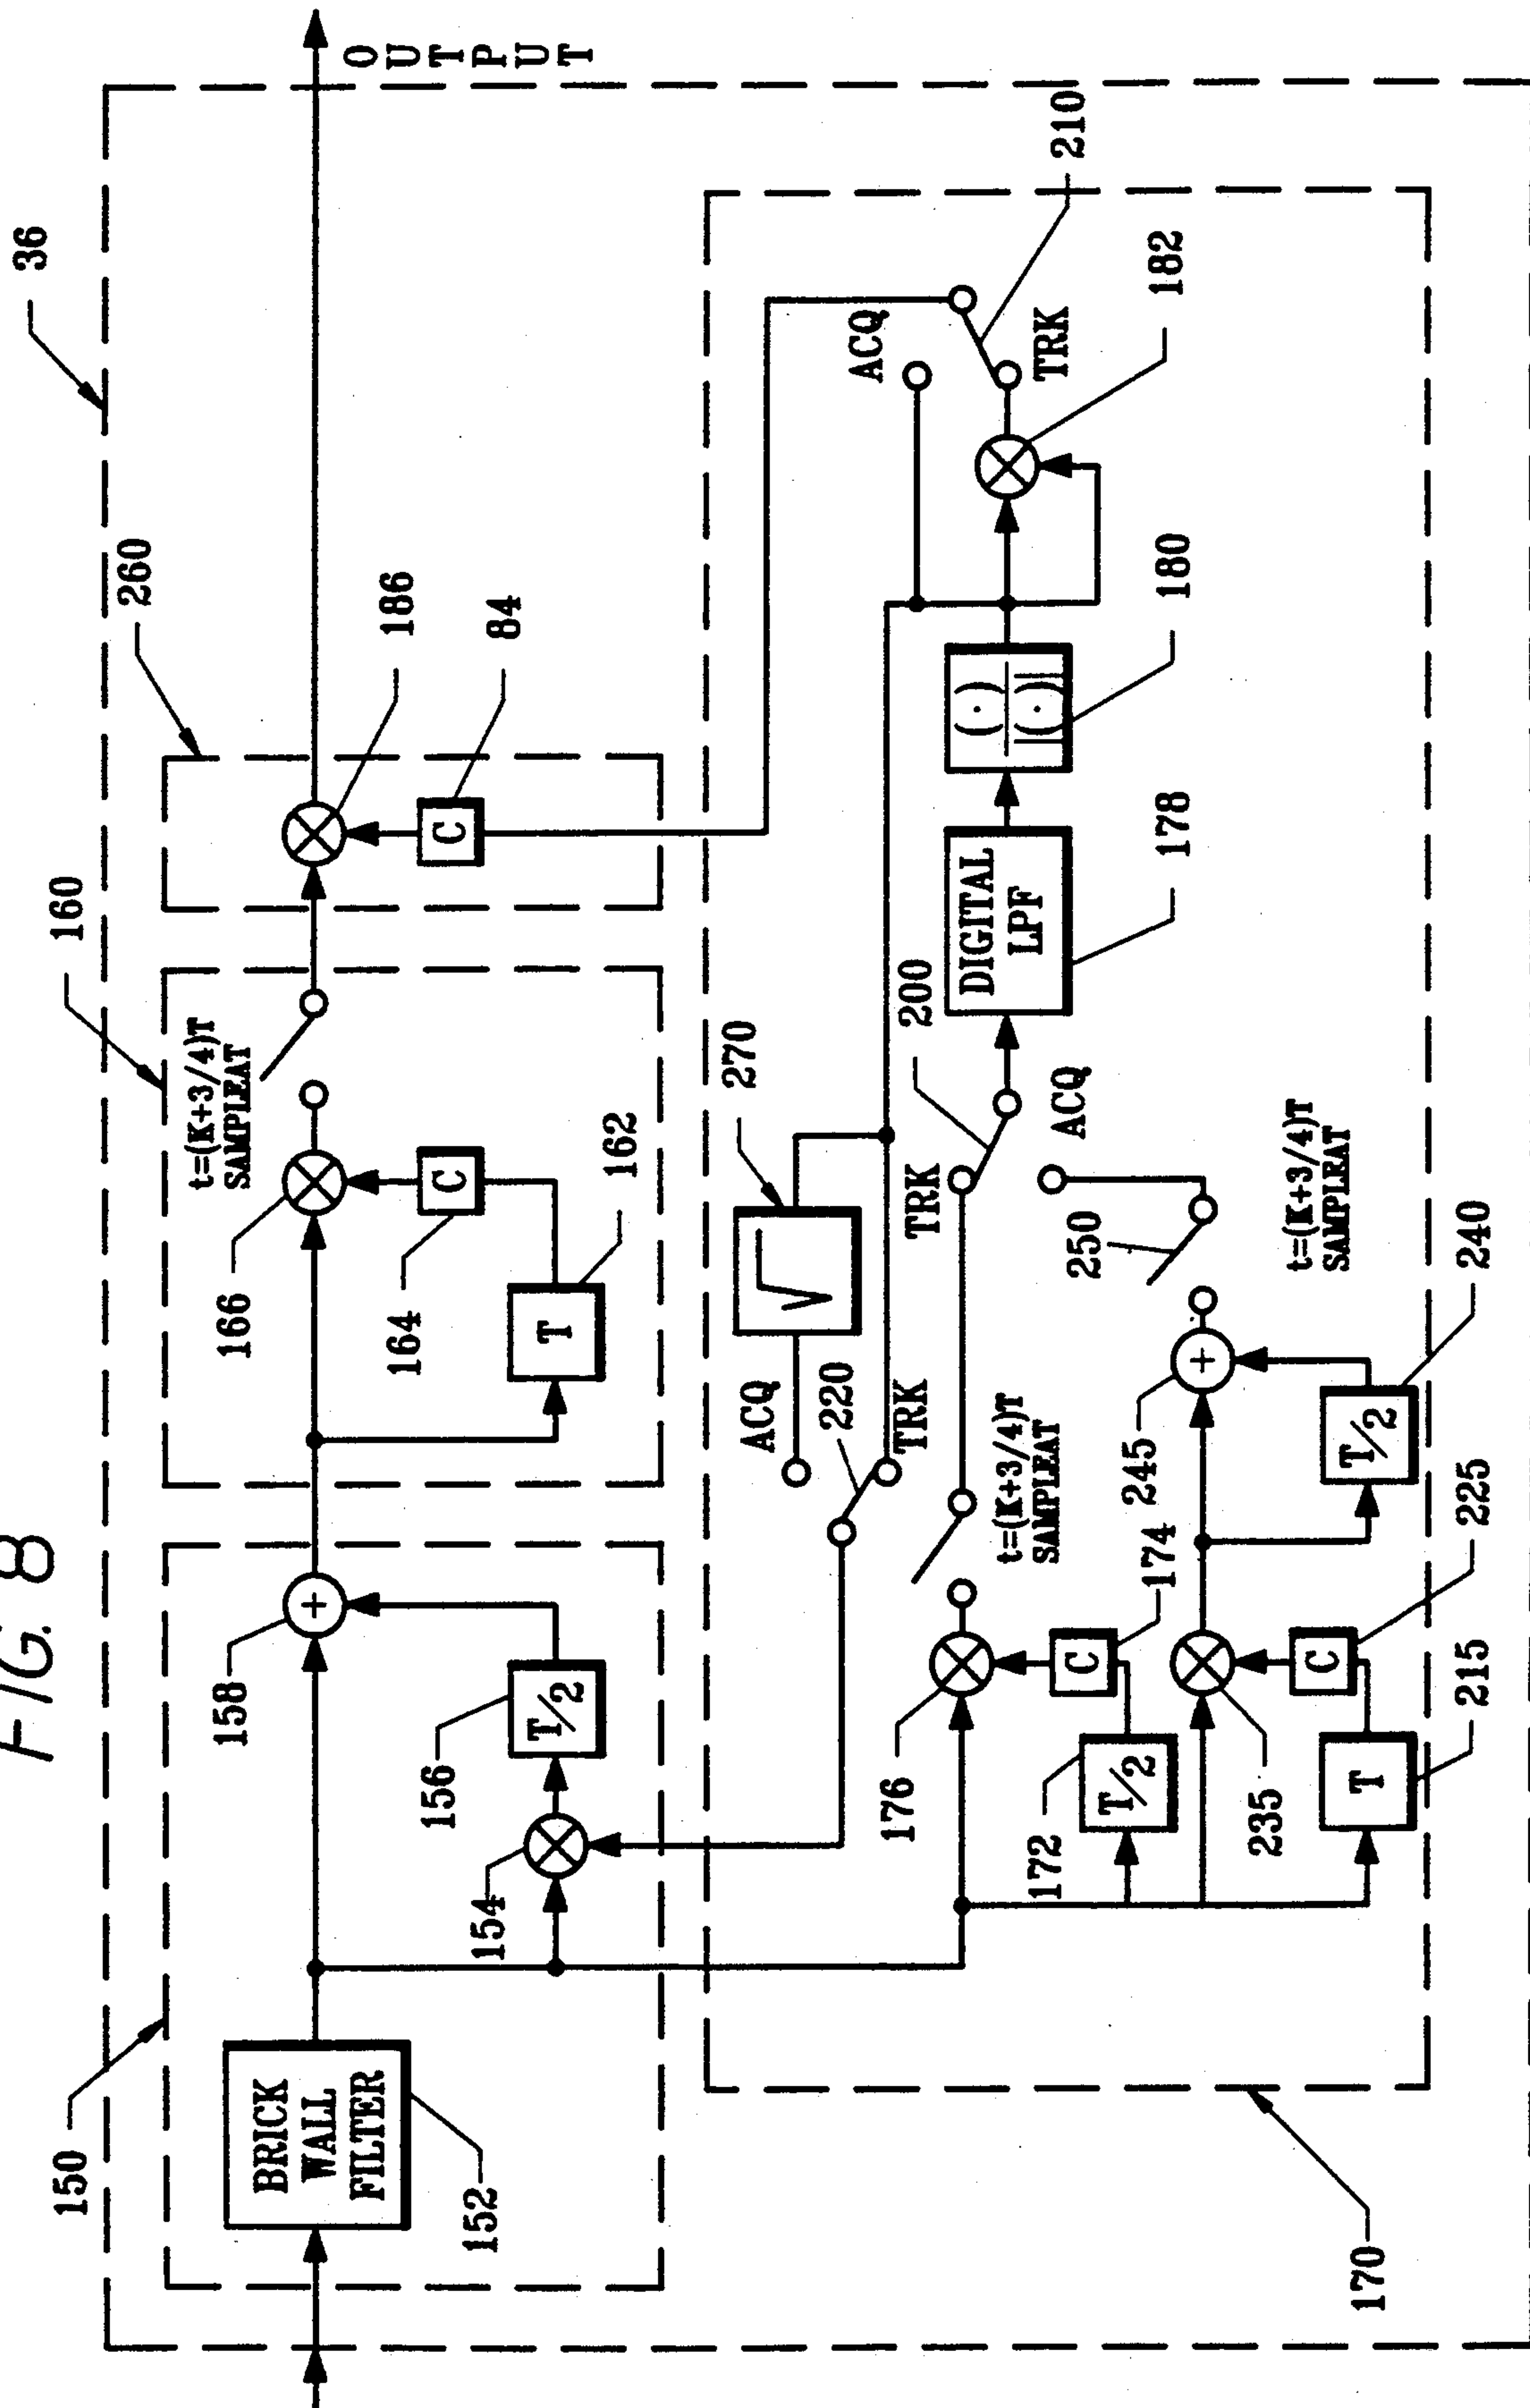 FIG. 8
36
OUTPUT
150
BRICK
WALL
FILTER
152
154
156
T/2
158
160
166
164
C
162
T
t=(K+3/4)T
SAMPLEAT
260
186
84
C
170
172
T/2
174
C
176
t=(K+3/4)T
SAMPLEAT
215
T
225
C
235
240
T/2
245
250
t=(K+3/4)T
SAMPLEAT
ACQ
220
TRK
270
√
TRK
200
ACQ
DIGITAL
LPF
178
(·)
|(·)|
180
182
ACQ
TRK
210